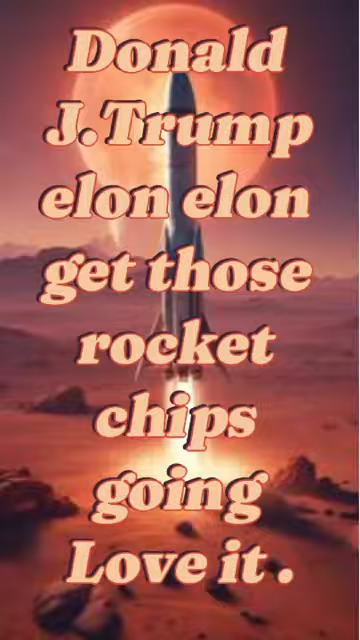 Donald
J.Trump
elon elon
get those
rocket
chips
going
Love it .